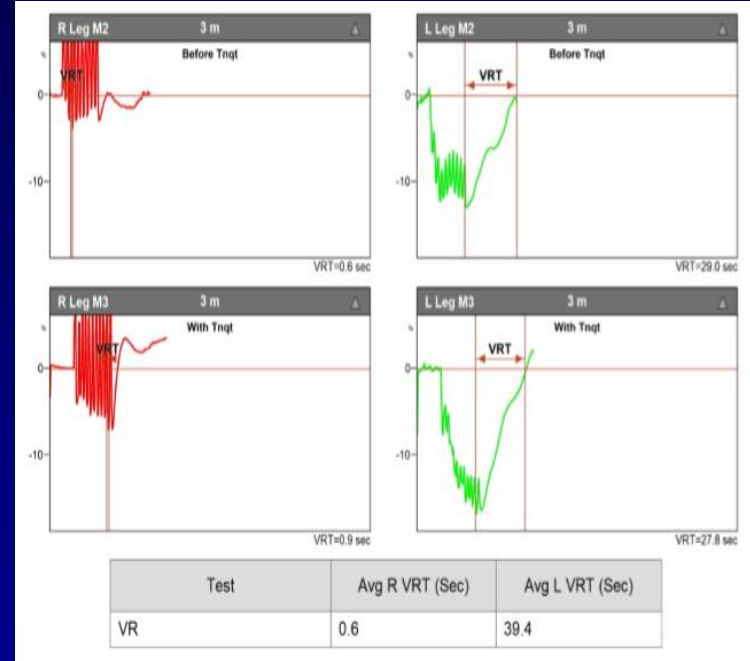 R Leg M2 3 m
%
Before Tnqt
VRT
0
-10
VRT=0.6 sec
L Leg M2 3 m
%
Before Tnqt
VRT
0
-10
VRT=29.0 sec
R Leg M3 3 m
%
With Tnqt
VRT
0
-10
VRT=0.9 sec
L Leg M3 3 m
%
With Tnqt
VRT
0
-10
VRT=27.8 sec
Test Avg R VRT (Sec) Avg L VRT (Sec)
VR 0.6 39.4